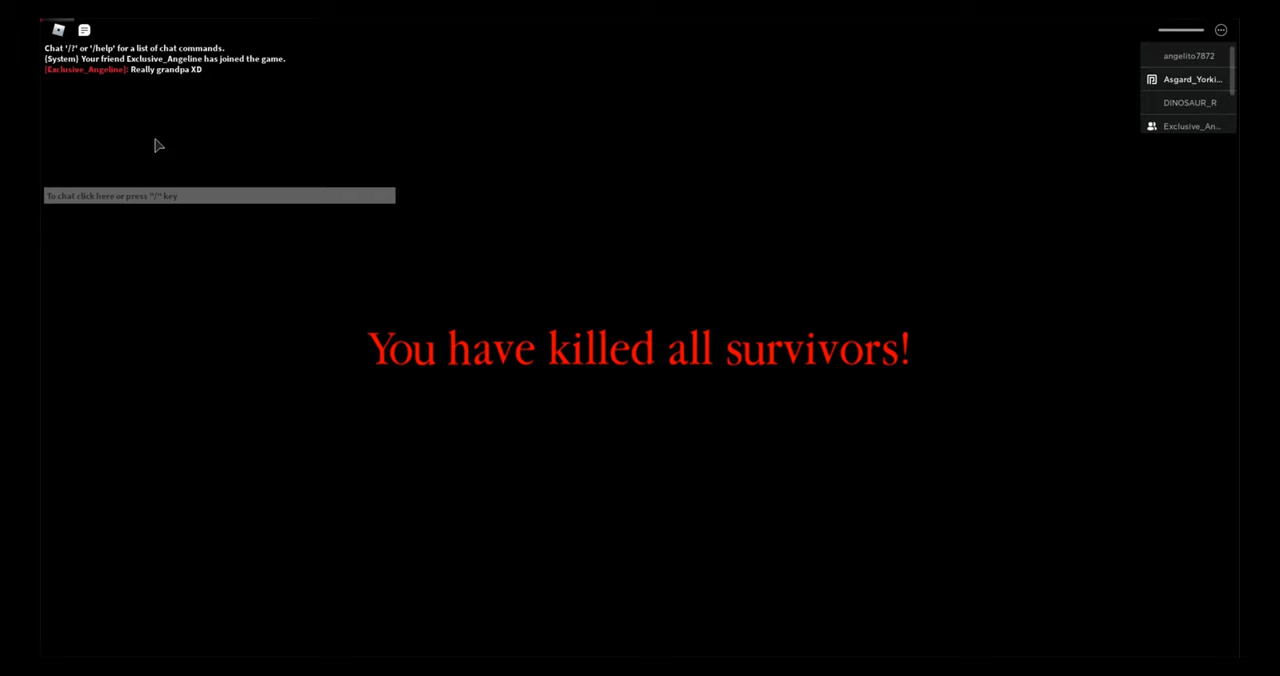 Chat '/?' or '/help' for a list of chat commands.
{System} Your friend Exclusive_Angeline has joined the game.
[Exclusive_Angeline]: Really grandpa XD
To chat click here or press "/" key
angelito7872
Asgard_Yorki...
DINOSAUR_R
Exclusive_An...
You have killed all survivors!